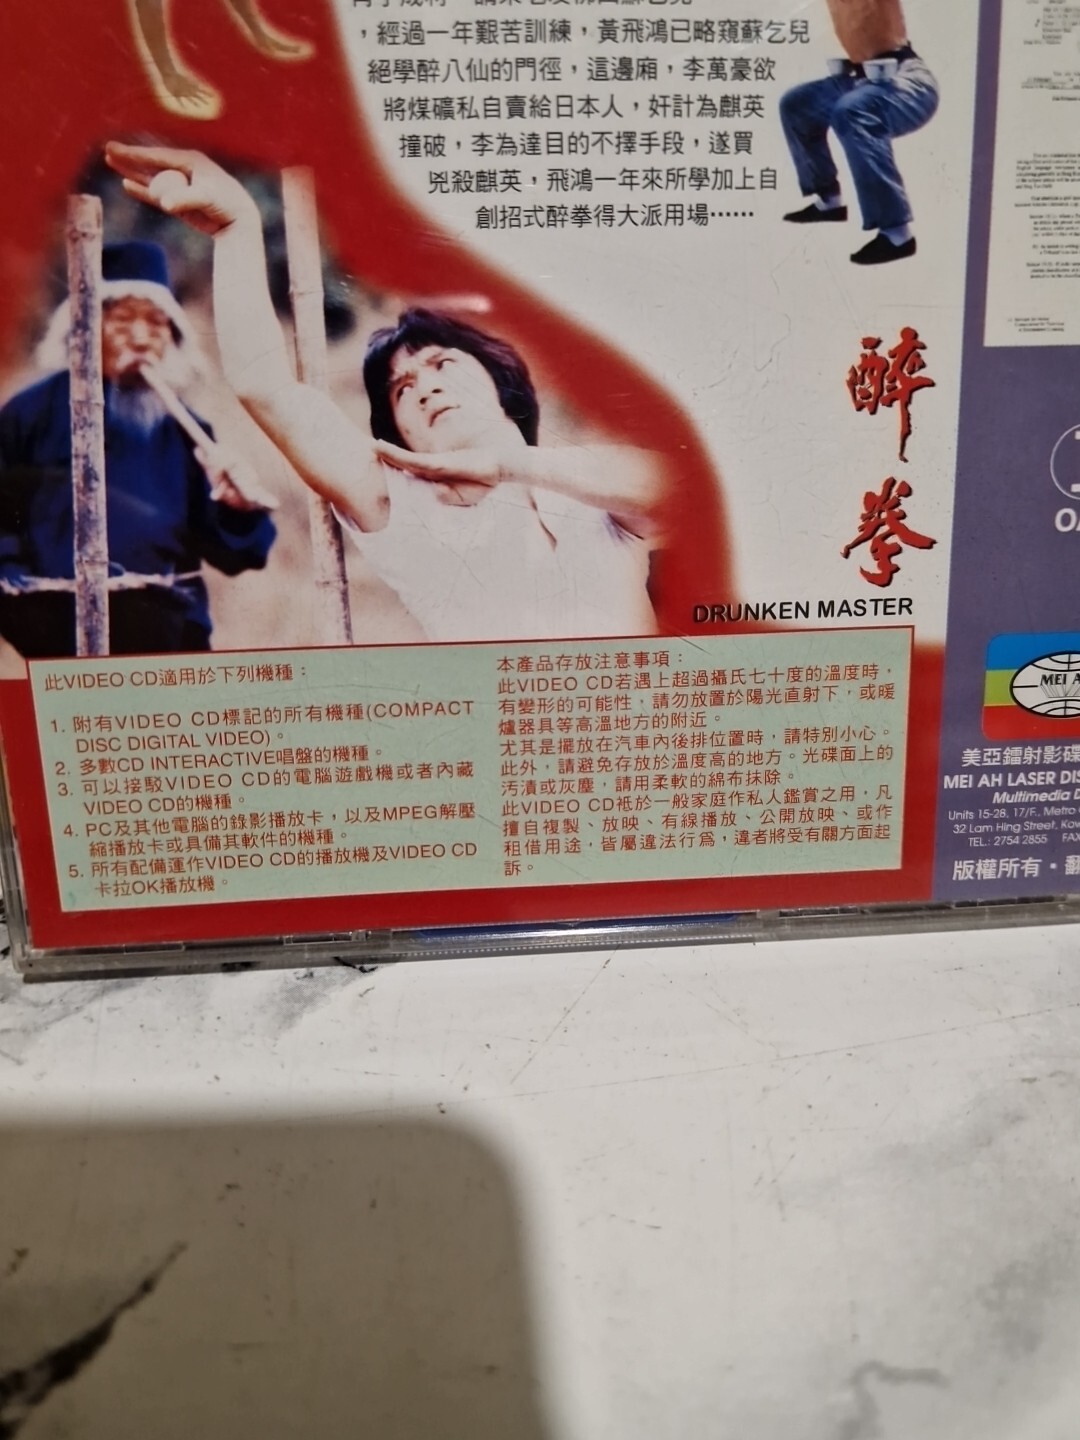 ，經過一年艱苦訓練，黃飛鴻已略窺蘇乞兒
絕學醉八仙的門徑，這邊廂，李萬豪欲
將煤礦私自賣給日本人，奸計為麒英
撞破，李為達目的不擇手段，遂買
兇殺麒英，飛鴻一年來所學加上自
創招式醉拳得大派用場……
醉
拳
DRUNKEN MASTER
此VIDEO CD適用於下列機種：
1. 附有VIDEO CD標記的所有機種(COMPACT
DISC DIGITAL VIDEO)。
2. 多數CD INTERACTIVE唱盤的機種。
3. 可以接駁VIDEO CD的電腦遊戲機或者內藏
VIDEO CD的機種。
4. PC及其他電腦的錄影播放卡，以及MPEG解壓
縮播放卡或具備其軟件的機種。
5. 所有配備運作VIDEO CD的播放機及VIDEO CD
卡拉OK播放機。
本產品存放注意事項：
此VIDEO CD若遇上超過攝氏七十度的溫度時，
有變形的可能性，請勿放置於陽光直射下，或暖
爐器具等高溫地方的附近。
尤其是擺放在汽車內後排位置時，請特別小心。
此外，請避免存放於溫度高的地方。光碟面上的
污漬或灰塵，請用柔軟的綿布抹除。
此VIDEO CD祗於一般家庭作私人鑑賞之用，凡
擅自複製、放映、有線播放、公開放映、或作
租借用途，皆屬違法行為，違者將受有關方面起
訴。
MEI A
美亞鐳射影碟
MEI AH LASER DIS
Multimedia D
Units 15-28, 17/F., Metro
32 Lam Hing Street, Kow
TEL.: 2754 2855 FAX
版權所有·翻